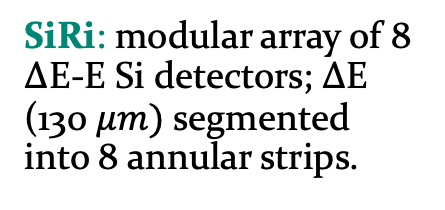 SiRi: modular array of 8
ΔE-E Si detectors; ΔE
(130 μm) segmented
into 8 annular strips.